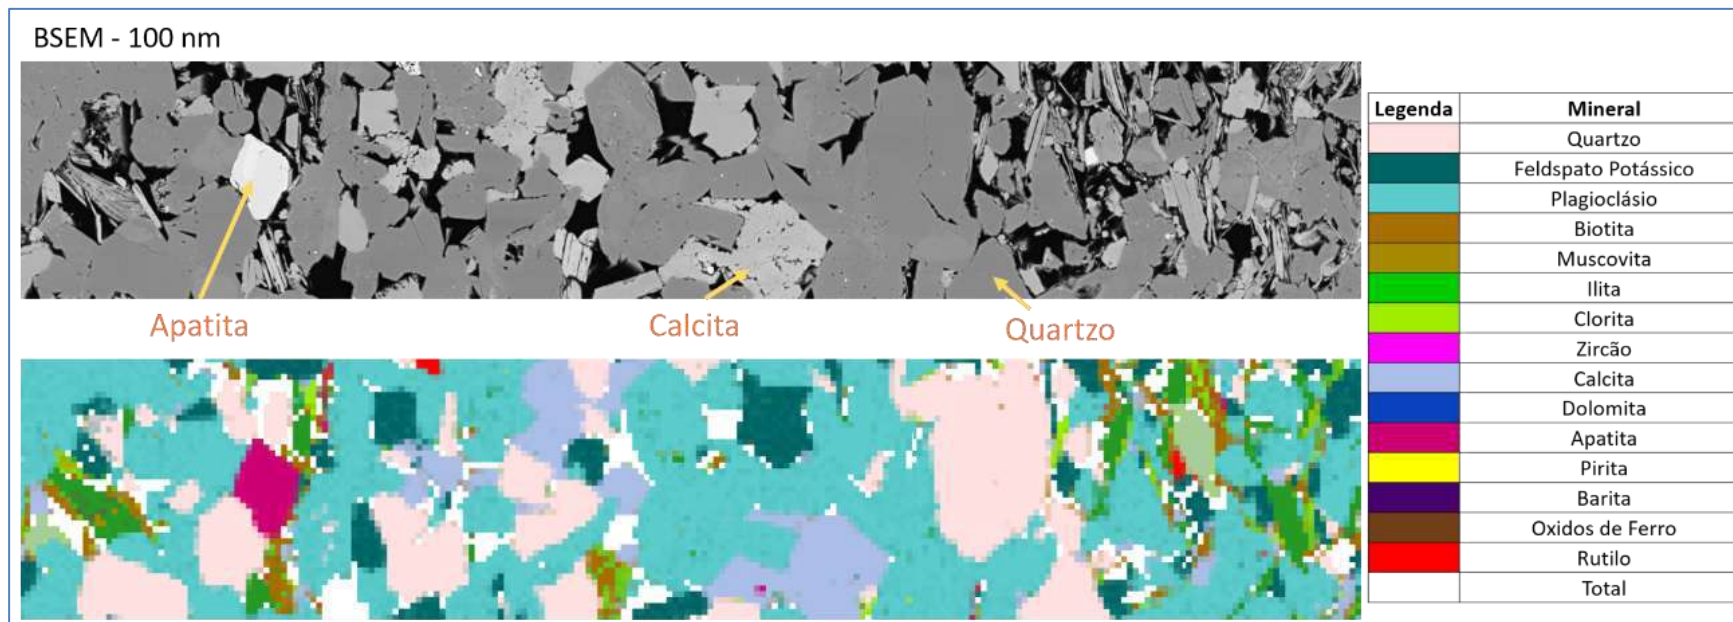 BSEM - 100 nm
Apatita
Calcita
Quartzo
Legenda Mineral
Quartzo
Feldspato Potássico
Plagioclásio
Biotita
Muscovita
Ilita
Clorita
Zircão
Calcita
Dolomita
Apatita
Pirita
Barita
Oxidos de Ferro
Rutilo
Total